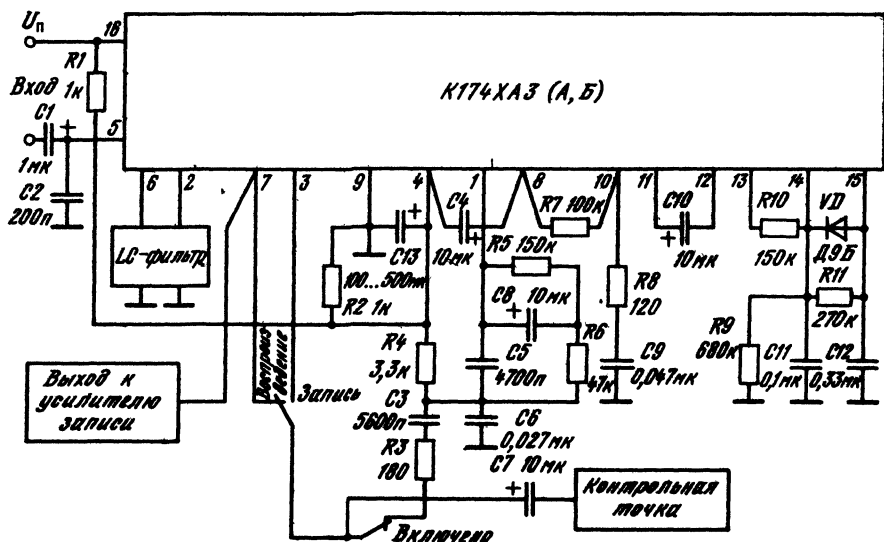 Uп
16
R1
1к
К174ХА3 (А, Б)
Вход
C1
+
5
1мк
C2
200п
6
2
7
3
9
4
1
8
10
11
12
13
14
15
LC-фильтр
+
C13
100...500мк
R2 1к
C4
10мк
+
R7 100к
R5 150к
C8
+
10мк
R8
120
C10
+
10мк
R10
150к
VD
Д9Б
R11
270к
R4
3,3к
C5
4700п
R6
47к
C9
0,047мк
R9
680к
C11
0,1мк
C12
0,33мк
Воспроиз-
ведение
Запись
Выход к
усилителю
записи
C3
5600п
R3
180
C6
0,027мк
C7 10мк
+
Контрольная
точка
Включено